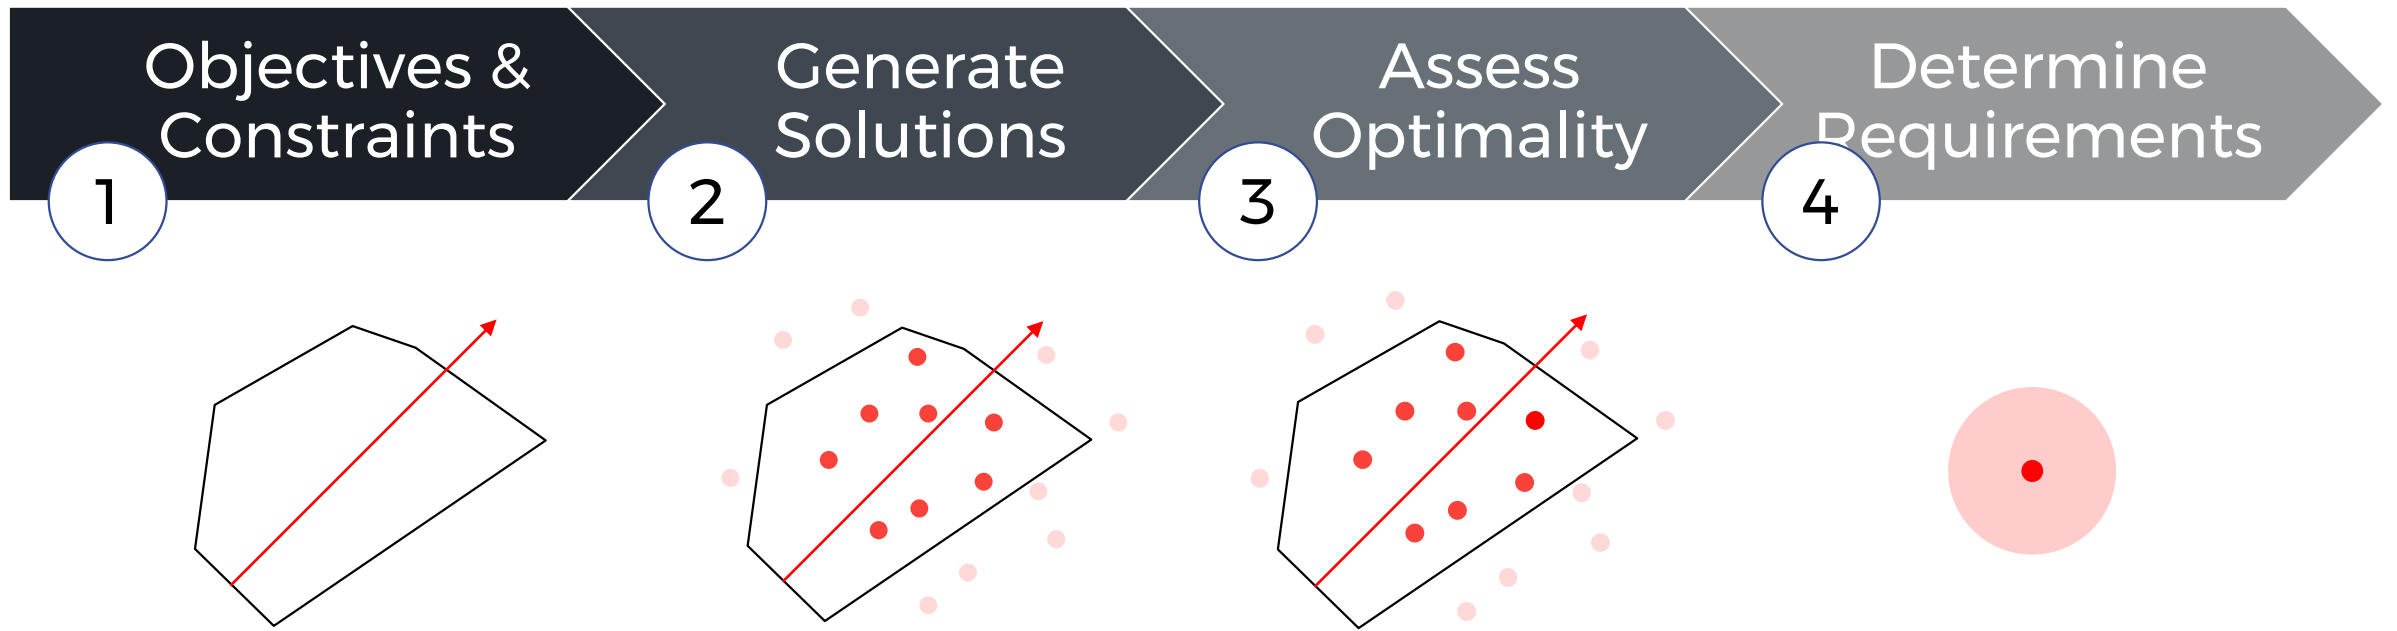 Objectives &
Constraints
1
Generate
Solutions
2
Assess
Optimality
3
Determine
Requirements
4